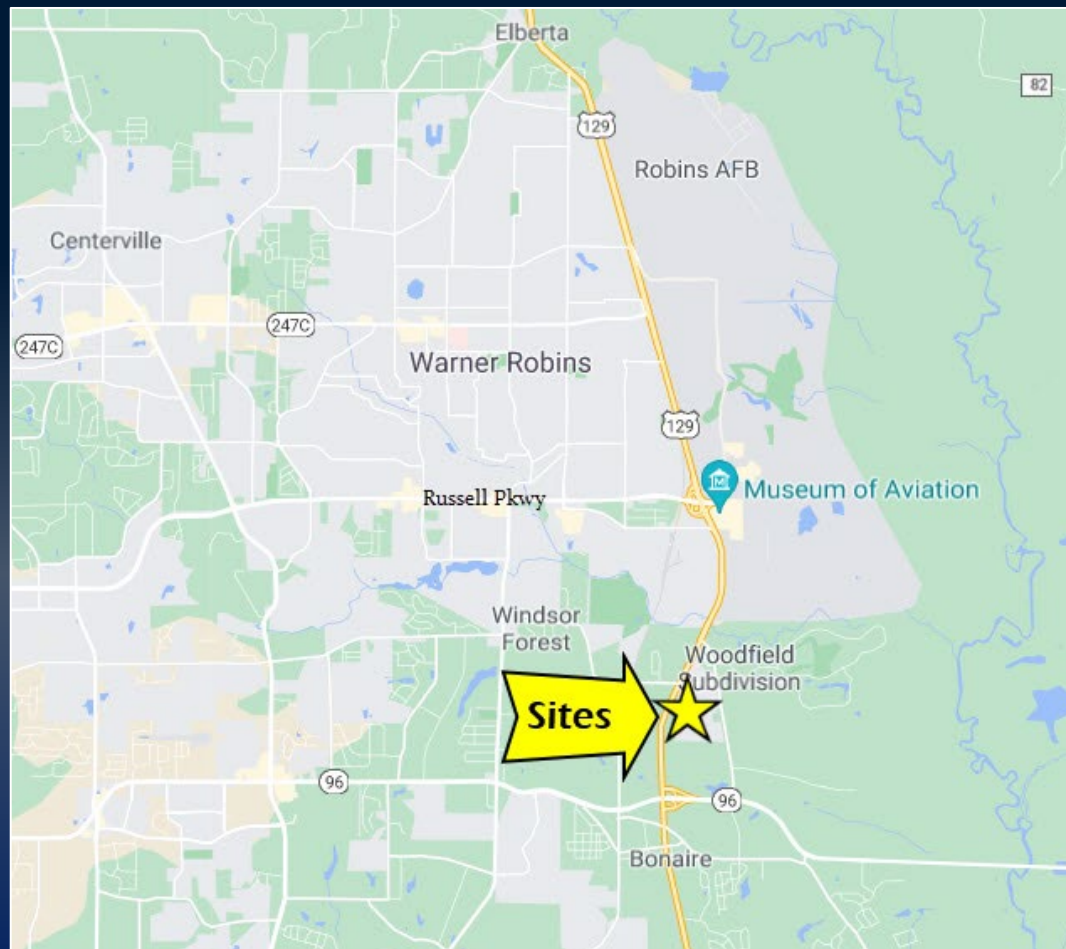 Elberta
82
129
Robins AFB
Centerville
247C
247C
Warner Robins
129
Russell Pkwy
M
Museum of Aviation
Windsor
Forest
Woodfield
Subdivision
Sites
96
96
Bonaire